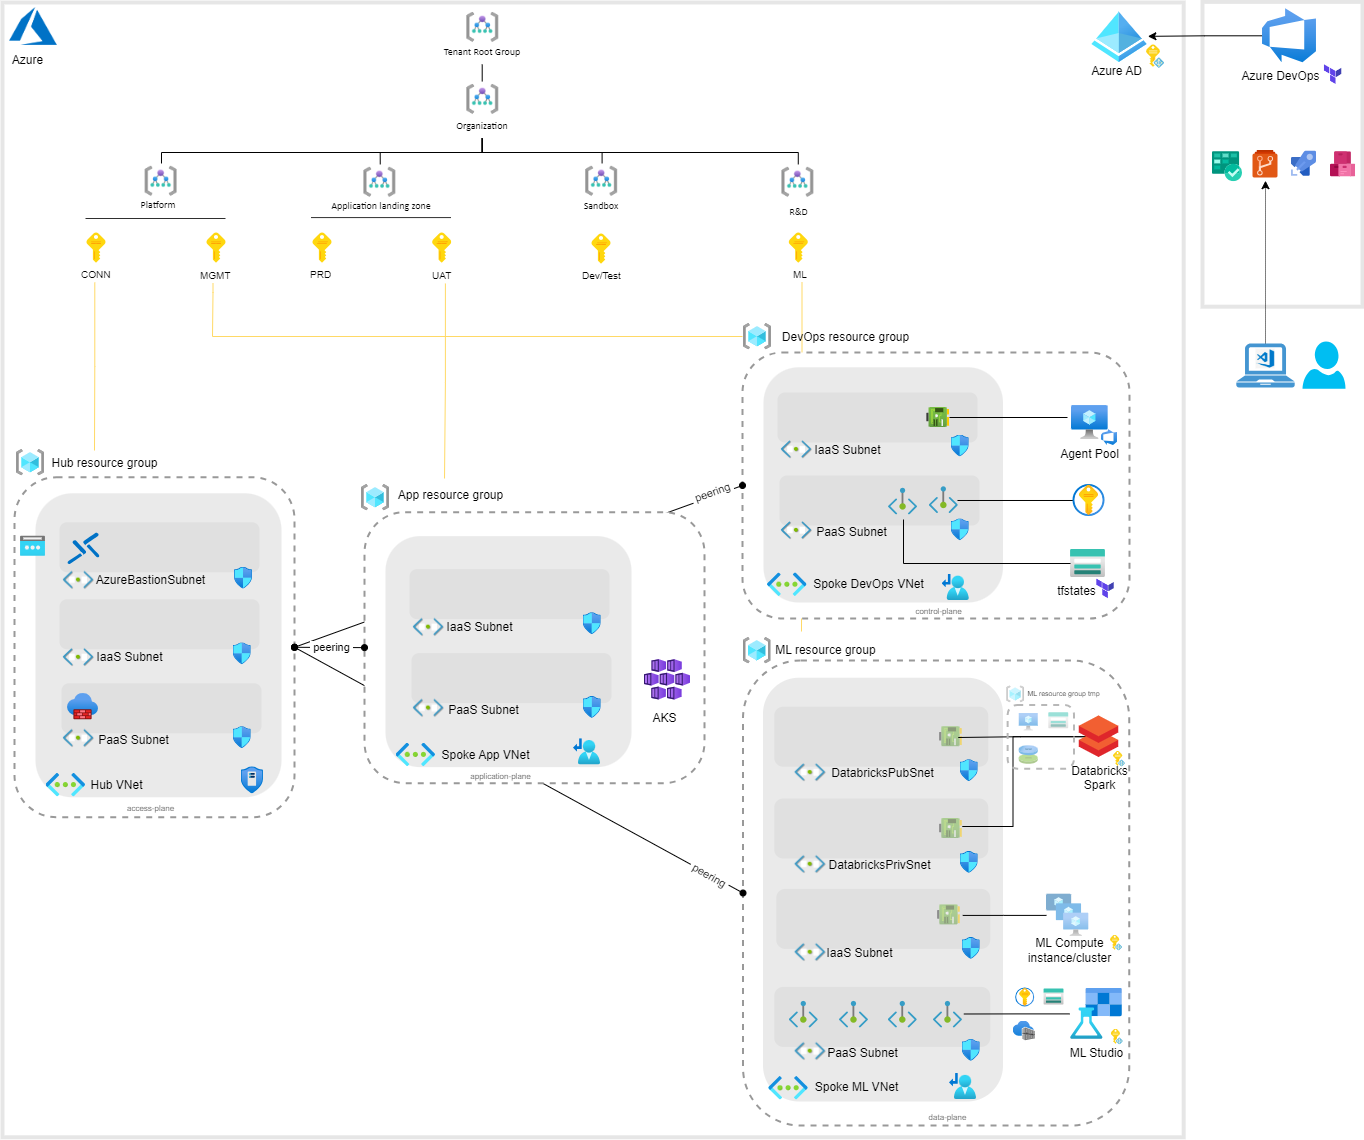 Azure
Tenant Root Group
Organization
Platform
Application landing zone
Sandbox
R&D
CONN
MGMT
PRD
UAT
Dev/Test
ML
Azure AD
Azure DevOps
DevOps resource group
IaaS Subnet
Agent Pool
PaaS Subnet
tfstates
Spoke DevOps VNet
control-plane
Hub resource group
AzureBastionSubnet
IaaS Subnet
PaaS Subnet
Hub VNet
access-plane
peering
App resource group
IaaS Subnet
PaaS Subnet
AKS
Spoke App VNet
application-plane
peering
peering
ML resource group
ML resource group tmp
DatabricksPubSnet
Databricks
Spark
DatabricksPrivSnet
IaaS Subnet
ML Compute
instance/cluster
PaaS Subnet
ML Studio
Spoke ML VNet
data-plane